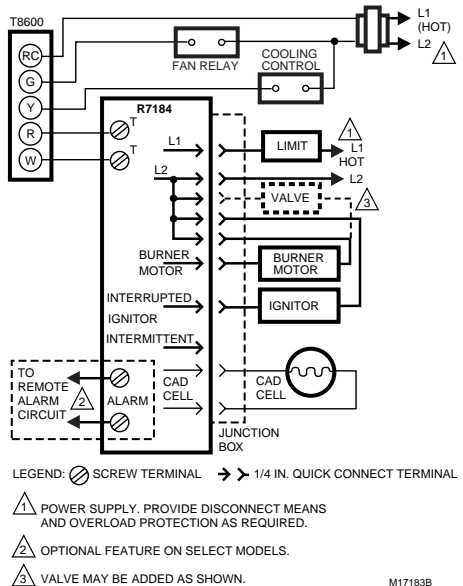 T8600
L1
(HOT)
L2
1
RC
G
Y
R
W
FAN RELAY
COOLING
CONTROL
R7184
T
T
L1
L2
LIMIT
1
L1
HOT
L2
VALVE
3
BURNER
MOTOR
BURNER
MOTOR
INTERRUPTED
IGNITOR
IGNITOR
INTERMITTENT
TO
REMOTE
ALARM
CIRCUIT
2
ALARM
CAD
CELL
CAD
CELL
JUNCTION
BOX
LEGEND: SCREW TERMINAL 1/4 IN. QUICK CONNECT TERMINAL
1 POWER SUPPLY. PROVIDE DISCONNECT MEANS
AND OVERLOAD PROTECTION AS REQUIRED.
2 OPTIONAL FEATURE ON SELECT MODELS.
3 VALVE MAY BE ADDED AS SHOWN.
M17183B